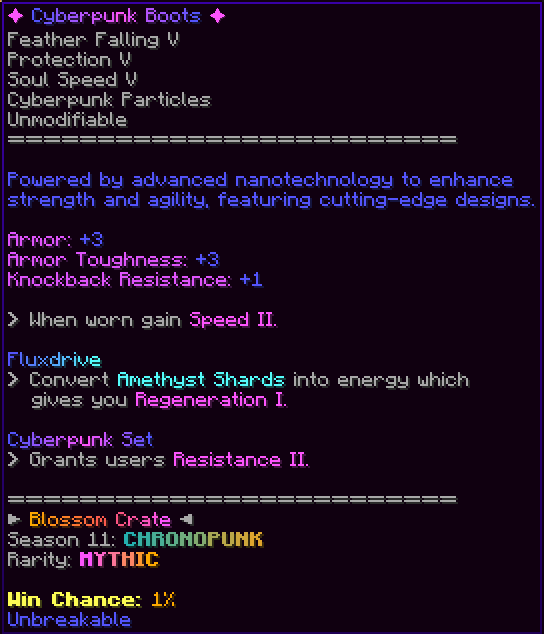 ✦ Cyberpunk Boots ✦
Feather Falling V
Protection V
Soul Speed V
Cyberpunk Particles
Unmodifiable
============================
Powered by advanced nanotechnology to enhance
strength and agility, featuring cutting-edge designs.
Armor: +3
Armor Toughness: +3
Knockback Resistance: +1
> When worn gain Speed II.
Fluxdrive
> Convert Amethyst Shards into energy which
gives you Regeneration I.
Cyberpunk Set
> Grants users Resistance II.
============================
► Blossom Crate ◄
Season 11: CHRONOPUNK
Rarity: MYTHIC
Win Chance: 1%
Unbreakable